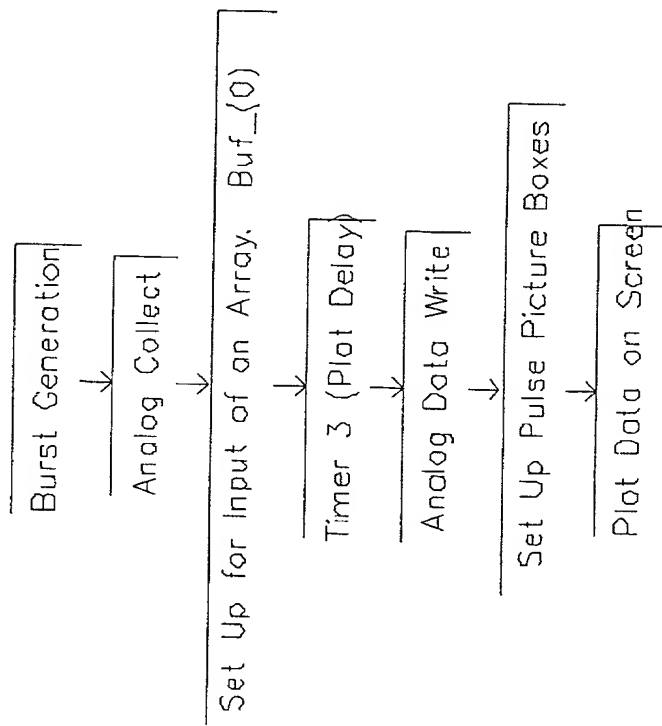 Burst Generation
Analog Collect
Set Up for Input of an Array. Buf_(0)
Timer 3 (Plot Delay)
Analog Data Write
Set Up Pulse Picture Boxes
Plot Data on Screen